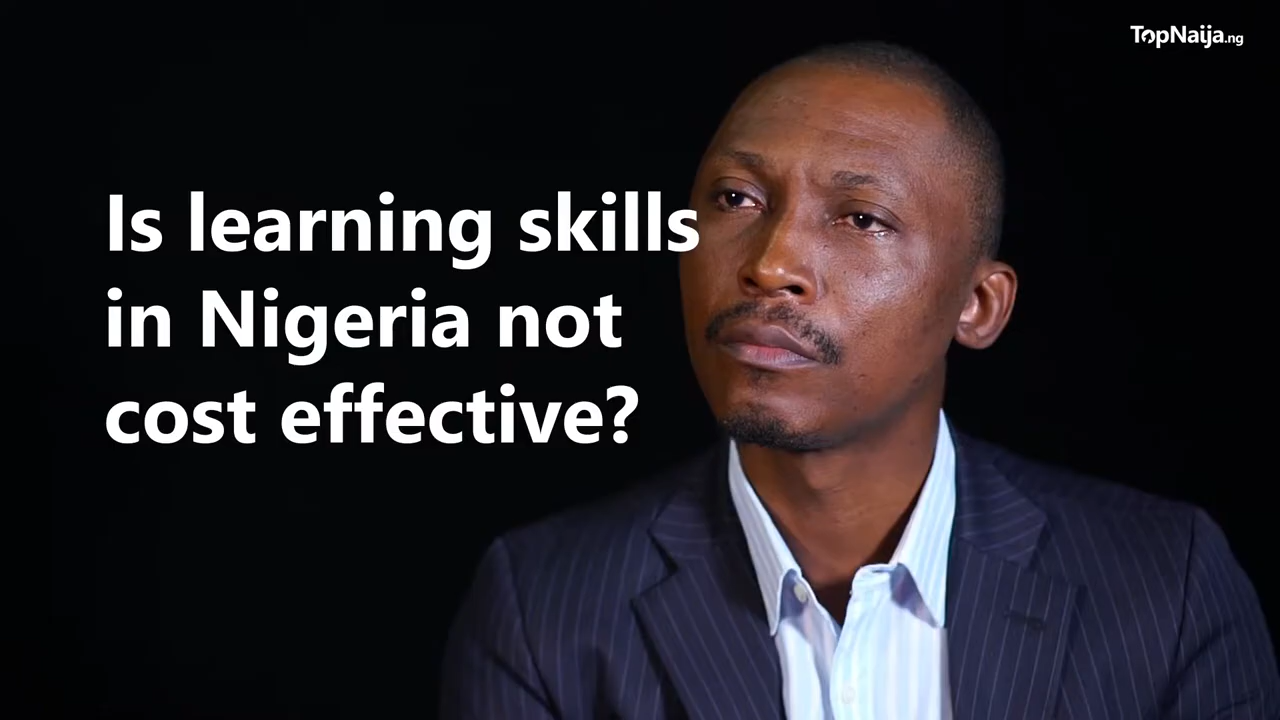 TopNaija.ng
Is learning skills
in Nigeria not
cost effective?